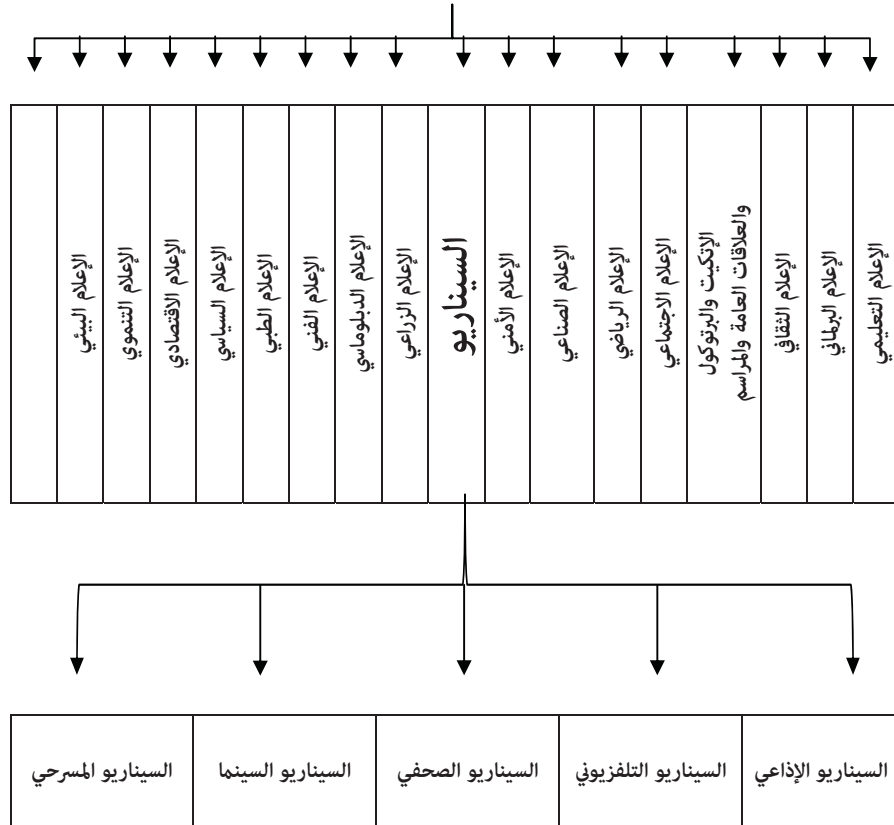 الإعلام التعليمي
الإعلام البرلماني
الإعلام الثقافي
الإتكيت والبرتوكول
والعلاقات العامة والمراسم
الإعلام الاجتماعي
الإعلام الرياضي
الإعلام الصناعي
الإعلام الأمني
السيناريو
الإعلام الزراعي
الإعلام الدبلوماسي
الإعلام الفني
الإعلام الطبي
الإعلام السياسي
الإعلام الاقتصادي
الإعلام التنموي
الإعلام البيئي
السيناريو الإذاعي
السيناريو التلفزيوني
السيناريو الصحفي
السيناريو السينما
السيناريو المسرحي